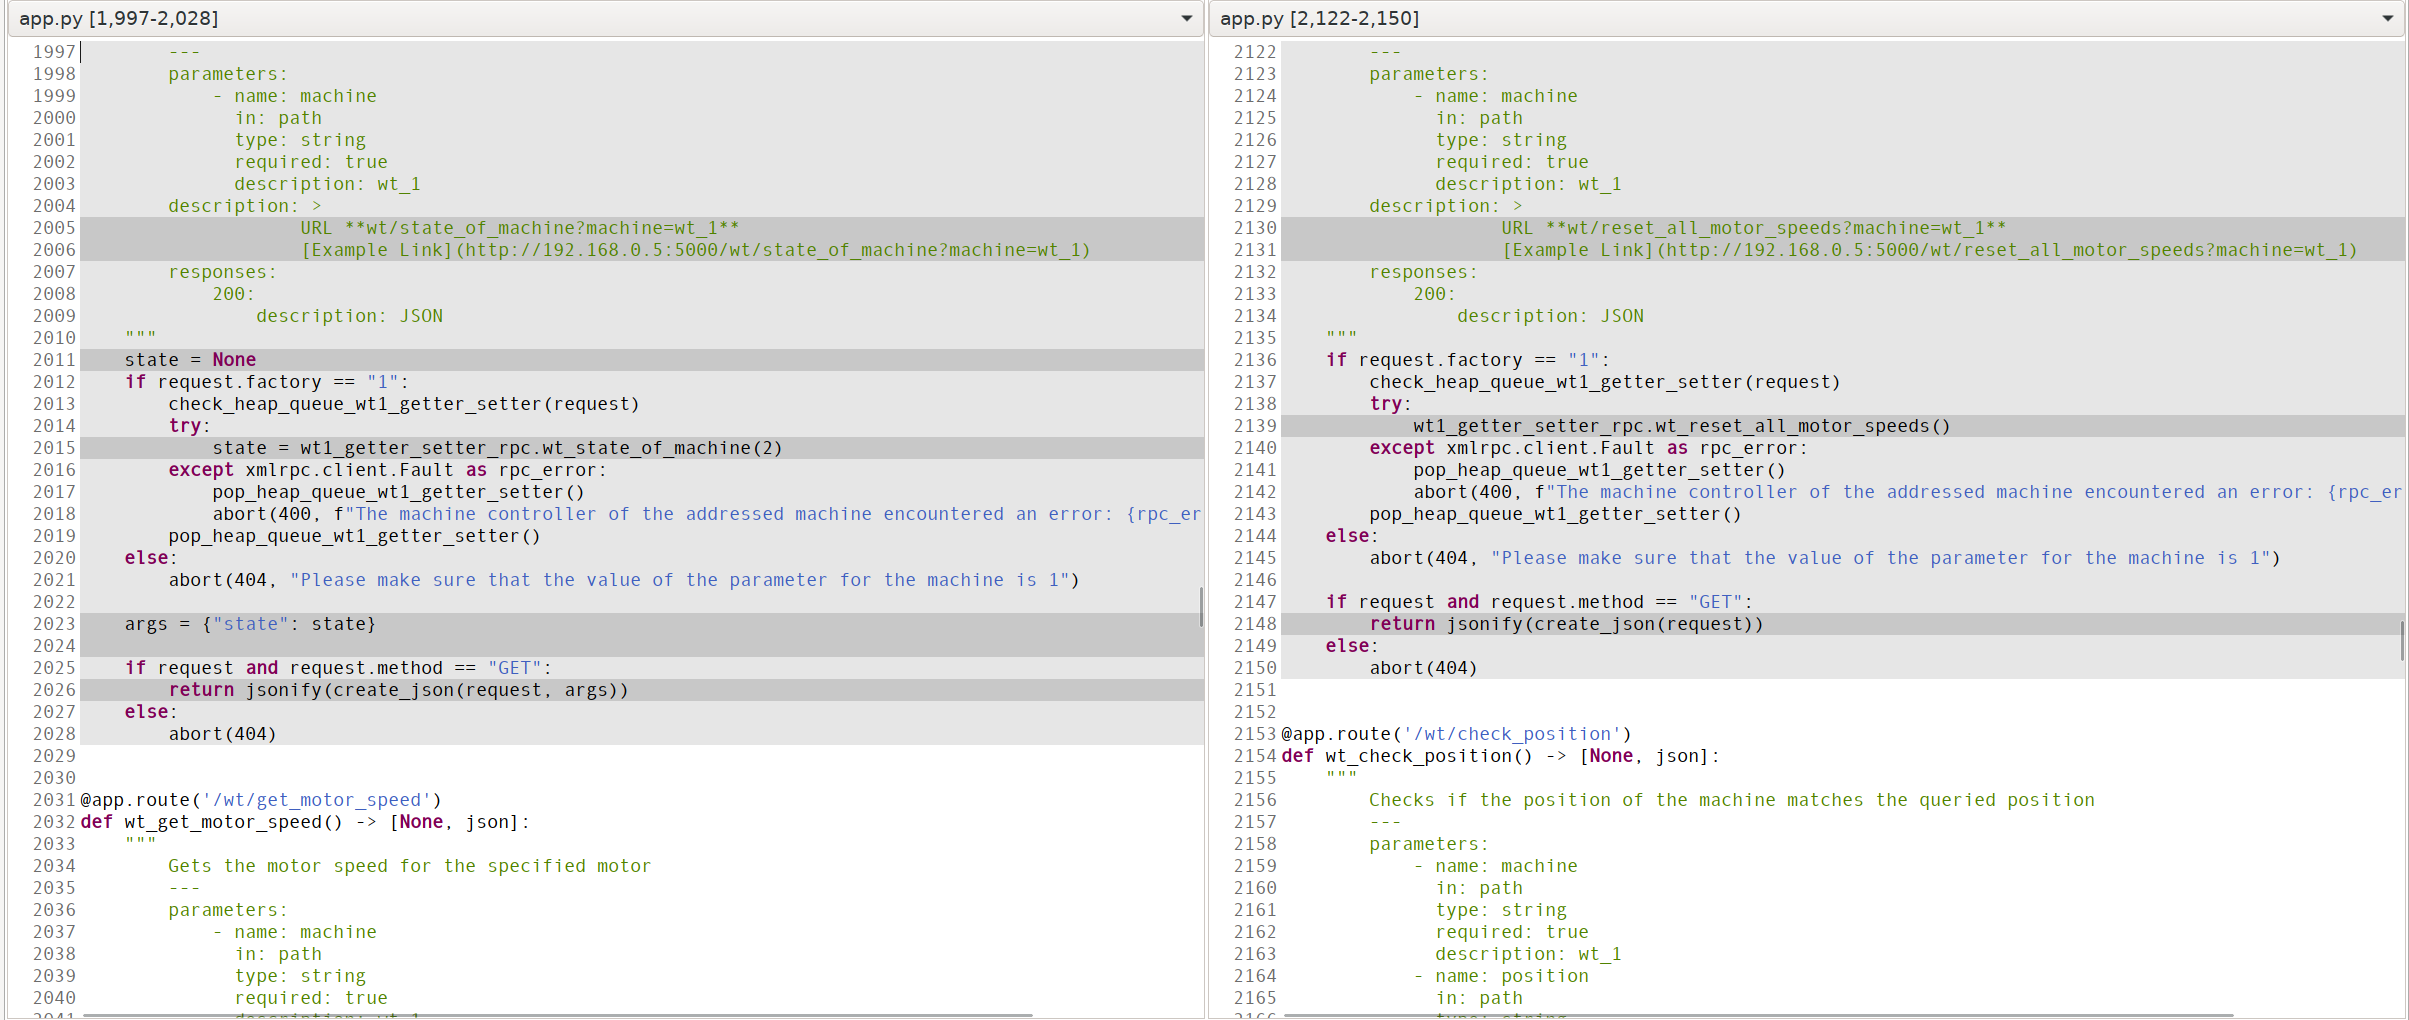 app.py [1,997-2,028]
1997        ---
1998        parameters:
1999            - name: machine
2000              in: path
2001              type: string
2002              required: true
2003              description: wt_1
2004        description: >
2005                    URL **wt/state_of_machine?machine=wt_1**
2006                    [Example Link](http://192.168.0.5:5000/wt/state_of_machine?machine=wt_1)
2007        responses:
2008            200:
2009                description: JSON
2010    """
2011    state = None
2012    if request.factory == "1":
2013        check_heap_queue_wt1_getter_setter(request)
2014        try:
2015            state = wt1_getter_setter_rpc.wt_state_of_machine(2)
2016        except xmlrpc.client.Fault as rpc_error:
2017            pop_heap_queue_wt1_getter_setter()
2018            abort(400, f"The machine controller of the addressed machine encountered an error: {rpc_er
2019        pop_heap_queue_wt1_getter_setter()
2020    else:
2021        abort(404, "Please make sure that the value of the parameter for the machine is 1")
2022
2023    args = {"state": state}
2024
2025    if request and request.method == "GET":
2026        return jsonify(create_json(request, args))
2027    else:
2028        abort(404)
2029
2030
2031@app.route('/wt/get_motor_speed')
2032def wt_get_motor_speed() -> [None, json]:
2033    """
2034        Gets the motor speed for the specified motor
2035        ---
2036        parameters:
2037            - name: machine
2038              in: path
2039              type: string
2040              required: true
app.py [2,122-2,150]
2122        ---
2123        parameters:
2124            - name: machine
2125              in: path
2126              type: string
2127              required: true
2128              description: wt_1
2129        description: >
2130                    URL **wt/reset_all_motor_speeds?machine=wt_1**
2131                    [Example Link](http://192.168.0.5:5000/wt/reset_all_motor_speeds?machine=wt_1)
2132        responses:
2133            200:
2134                description: JSON
2135    """
2136    if request.factory == "1":
2137        check_heap_queue_wt1_getter_setter(request)
2138        try:
2139            wt1_getter_setter_rpc.wt_reset_all_motor_speeds()
2140        except xmlrpc.client.Fault as rpc_error:
2141            pop_heap_queue_wt1_getter_setter()
2142            abort(400, f"The machine controller of the addressed machine encountered an error: {rpc_er
2143        pop_heap_queue_wt1_getter_setter()
2144    else:
2145        abort(404, "Please make sure that the value of the parameter for the machine is 1")
2146
2147    if request and request.method == "GET":
2148        return jsonify(create_json(request))
2149    else:
2150        abort(404)
2151
2152
2153@app.route('/wt/check_position')
2154def wt_check_position() -> [None, json]:
2155    """
2156        Checks if the position of the machine matches the queried position
2157        ---
2158        parameters:
2159            - name: machine
2160              in: path
2161              type: string
2162              required: true
2163              description: wt_1
2164            - name: position
2165              in: path